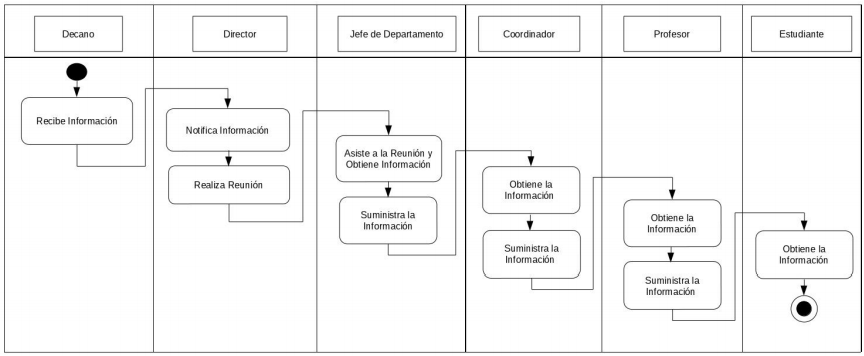 Decano
Director
Jefe de Departamento
Coordinador
Profesor
Estudiante
Recibe Información
Notifica Información
Realiza Reunión
Asiste a la Reunión y
Obtiene Información
Suministra la
Información
Obtiene la
Información
Suministra la
Información
Obtiene la
Información
Suministra la
Información
Obtiene la
Información